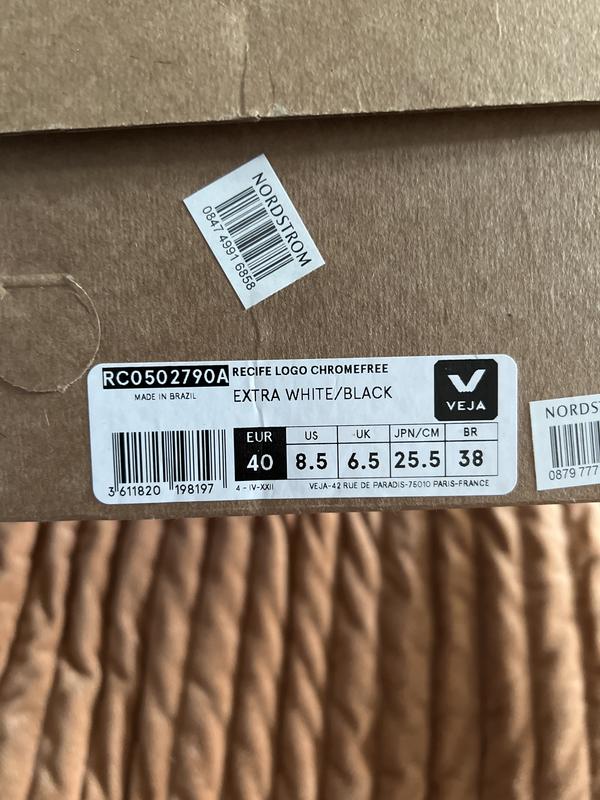 NORDSTROM
0847 4991 6858
RC0502790A RECIFE LOGO CHROMEFREE
MADE IN BRAZIL EXTRA WHITE/BLACK
VEJA
EUR US UK JPN/CM BR
40 8.5 6.5 25.5 38
3 611820 198197
4-IV-XXII VEJA-42 RUE DE PARADIS-75010 PARIS-FRANCE
NORDS
0879 777